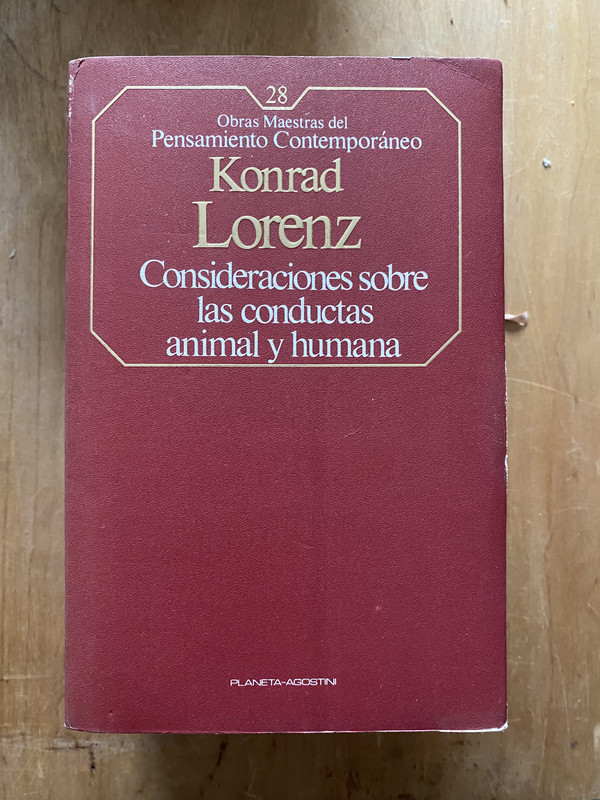 28
Obras Maestras del
Pensamiento Contemporáneo
Konrad
Lorenz
Consideraciones sobre
las conductas
animal y humana
PLANETA-AGOSTINI